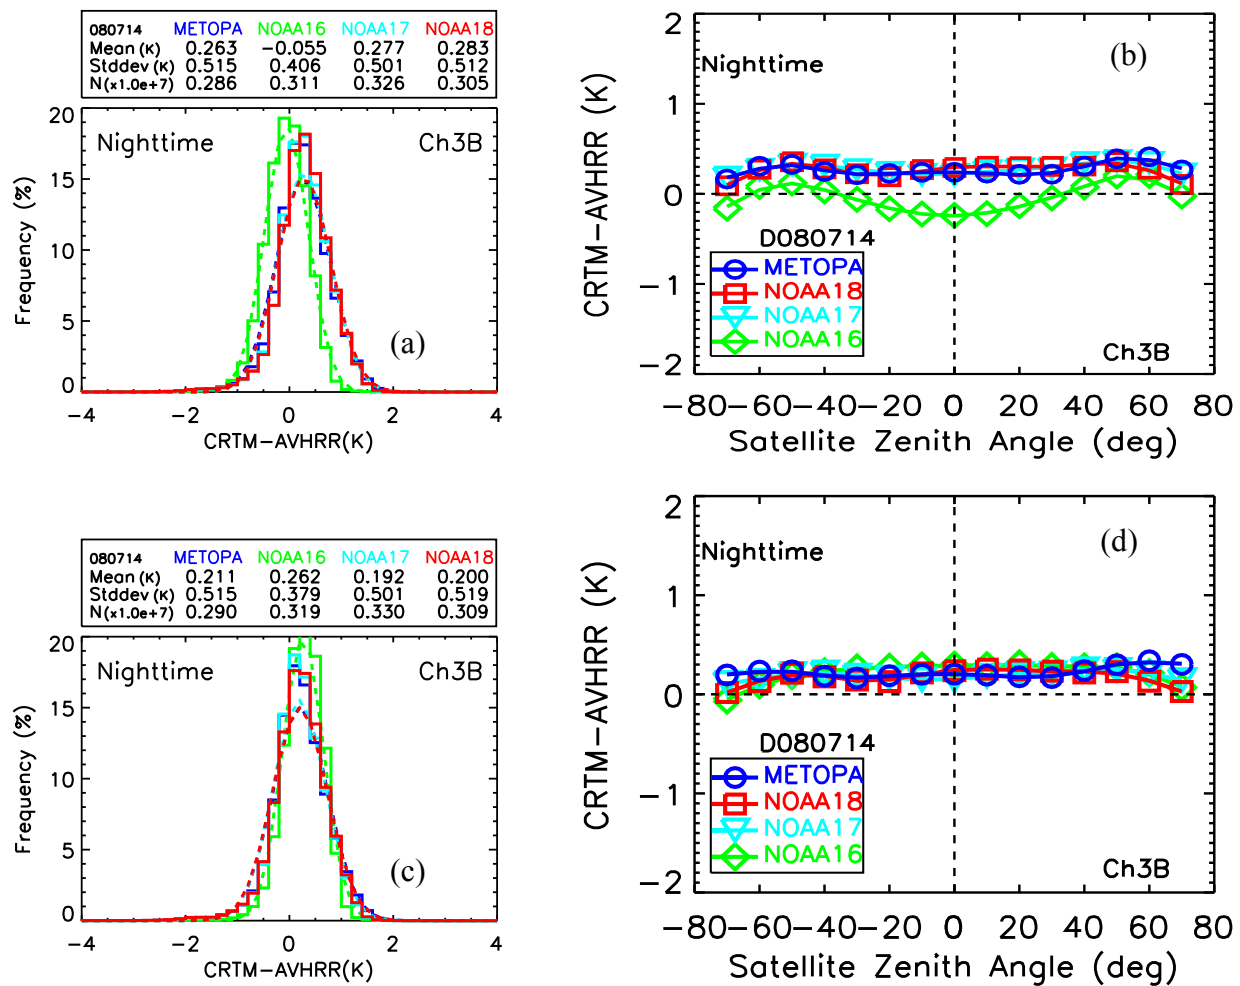 080714 METOPA NOAA16 NOAA17 NOAA18
Mean (K) 0.263 −0.055 0.277 0.283
Stddev (K) 0.515 0.406 0.501 0.512
N(x1.0e+7) 0.286 0.311 0.326 0.305
20
15
10
5
0
Frequency (%)
Nighttime
Ch3B
(a)
−4 −2 0 2 4
CRTM−AVHRR(K)
2
1
0
−1
−2
CRTM−AVHRR (K)
Nighttime
(b)
D080714
METOPA
NOAA18
NOAA17
NOAA16
Ch3B
−80 −60 −40 −20 0 20 40 60 80
Satellite Zenith Angle (deg)
080714 METOPA NOAA16 NOAA17 NOAA18
Mean (K) 0.211 0.262 0.192 0.200
Stddev (K) 0.515 0.379 0.501 0.519
N(x1.0e+7) 0.290 0.319 0.330 0.309
20
15
10
5
0
Frequency (%)
Nighttime
Ch3B
(c)
−4 −2 0 2 4
CRTM−AVHRR(K)
2
1
0
−1
−2
CRTM−AVHRR (K)
Nighttime
(d)
D080714
METOPA
NOAA18
NOAA17
NOAA16
Ch3B
−80 −60 −40 −20 0 20 40 60 80
Satellite Zenith Angle (deg)